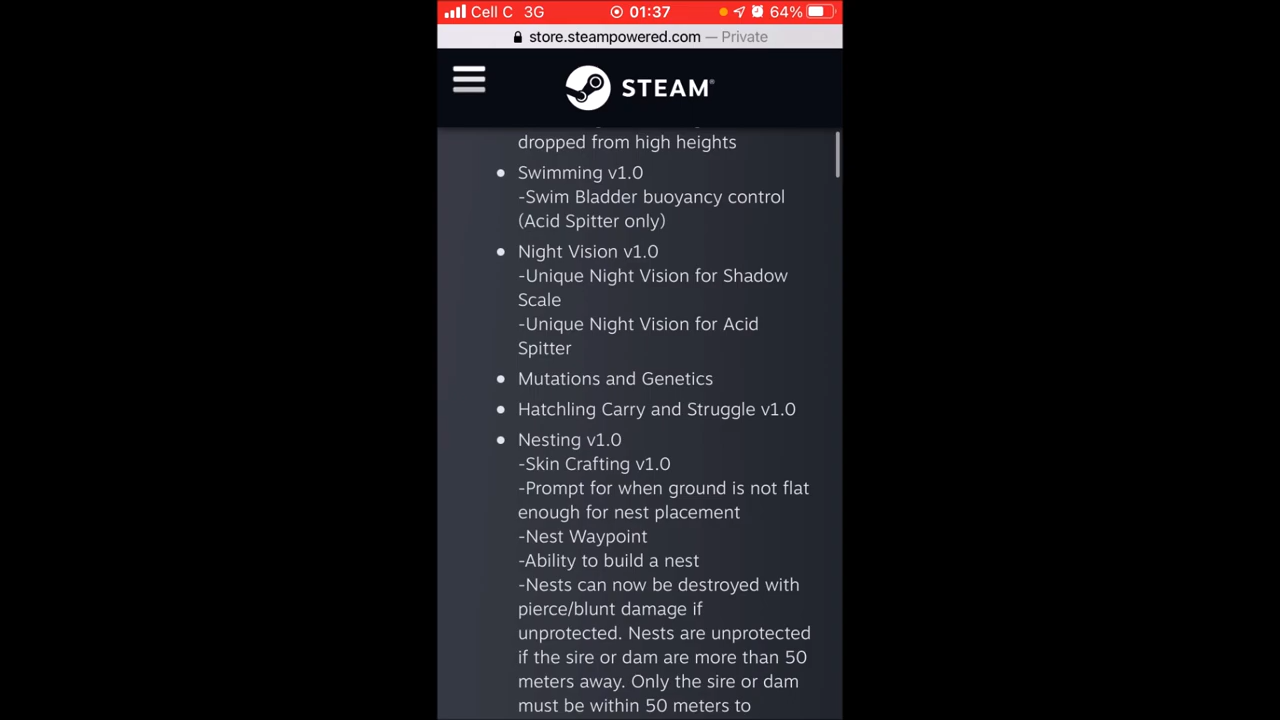 Cell C 3G 01:37 64%
store.steampowered.com — Private
STEAM®
dropped from high heights
Swimming v1.0
-Swim Bladder buoyancy control
(Acid Spitter only)
Night Vision v1.0
-Unique Night Vision for Shadow
Scale
-Unique Night Vision for Acid
Spitter
Mutations and Genetics
Hatchling Carry and Struggle v1.0
Nesting v1.0
-Skin Crafting v1.0
-Prompt for when ground is not flat
enough for nest placement
-Nest Waypoint
-Ability to build a nest
-Nests can now be destroyed with
pierce/blunt damage if
unprotected. Nests are unprotected
if the sire or dam are more than 50
meters away. Only the sire or dam
must be within 50 meters to